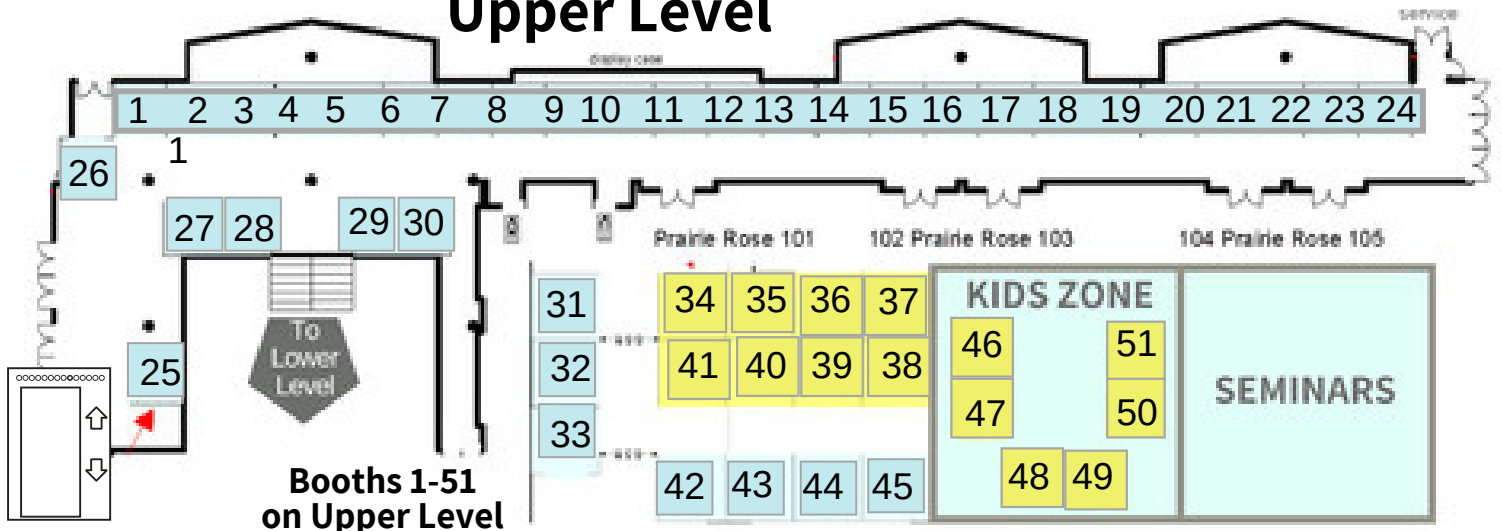 Upper Level
service
display case
1 2 3 4 5 6 7 8 9 10 11 12 13 14 15 16 17 18 19 20 21 22 23 24
1
26
27 28 29 30
Prairie Rose 101 102 Prairie Rose 103 104 Prairie Rose 105
31 34 35 36 37
KIDS ZONE
To
Lower
Level
25
32 41 40 39 38
46 51
SEMINARS
33
47 50
42 43 44 45
48 49
Booths 1-51
on Upper Level